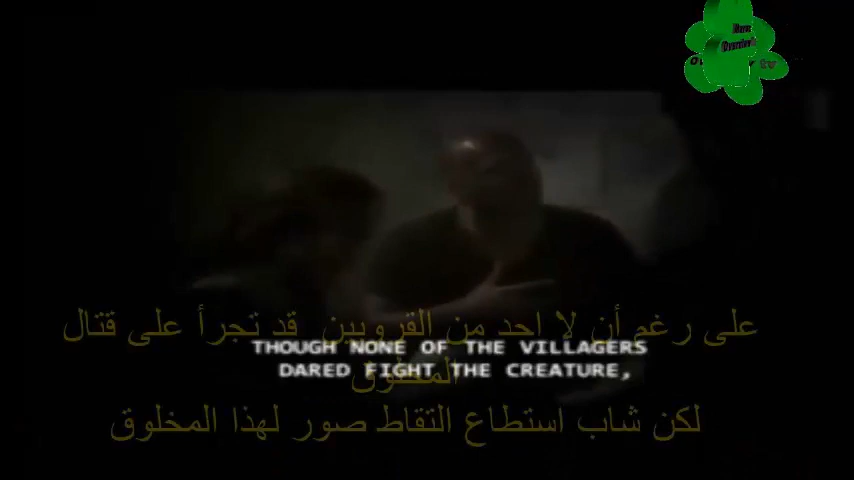 tv
على رغم أن لا احد من القرويين قد تجرأ على قتال
THOUGH NONE OF THE VILLAGERS
المخلوق
DARED FIGHT THE CREATURE,
لكن شاب استطاع التقاط صور لهذا المخلوق